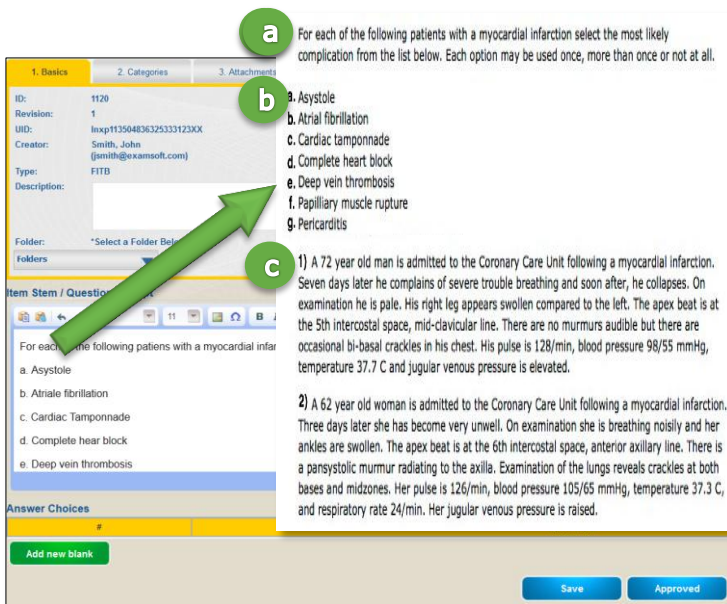 a
For each of the following patients with a myocardial infarction select the most likely
complication from the list below. Each option may be used once, more than once or not at all.
b
a. Asystole
b. Atrial fibrillation
c. Cardiac tamponnade
d. Complete heart block
e. Deep vein thrombosis
f. Papilliary muscle rupture
g. Pericarditis
c
1) A 72 year old man is admitted to the Coronary Care Unit following a myocardial infarction.
Seven days later he complains of severe trouble breathing and soon after, he collapses. On
examination he is pale. His right leg appears swollen compared to the left. The apex beat is at
the 5th intercostal space, mid-clavicular line. There are no murmurs audible but there are
occasional bi-basal crackles in his chest. His pulse is 128/min, blood pressure 98/55 mmHg,
temperature 37.7 C and jugular venous pressure is elevated.
2) A 62 year old woman is admitted to the Coronary Care Unit following a myocardial infarction.
Three days later she has become very unwell. On examination she is breathing noisily and her
ankles are swollen. The apex beat is at the 6th intercostal space, anterior axillary line. There is
a pansystolic murmur radiating to the axilla. Examination of the lungs reveals crackles at both
bases and midzones. Her pulse is 126/min, blood pressure 105/65 mmHg, temperature 37.3 C,
and respiratory rate 24/min. Her jugular venous pressure is raised.
1. Basics 2. Categories 3. Attachments
ID: 1120
Revision: 1
UID:
Creator: Smith, John
(jsmith@examsoft.com)
Type: FITB
Description:
Folder: *Select a Folder
Folders
Item Stem /
11 Ω B
For the following patiens with a myocardial
a. Asystole
b. Atriale fibrillation
c. Cardiac Tamponnade
d. Complete hear block
e. Deep vein thrombosis
Answer Choices
#
Add new blank
Save Approved